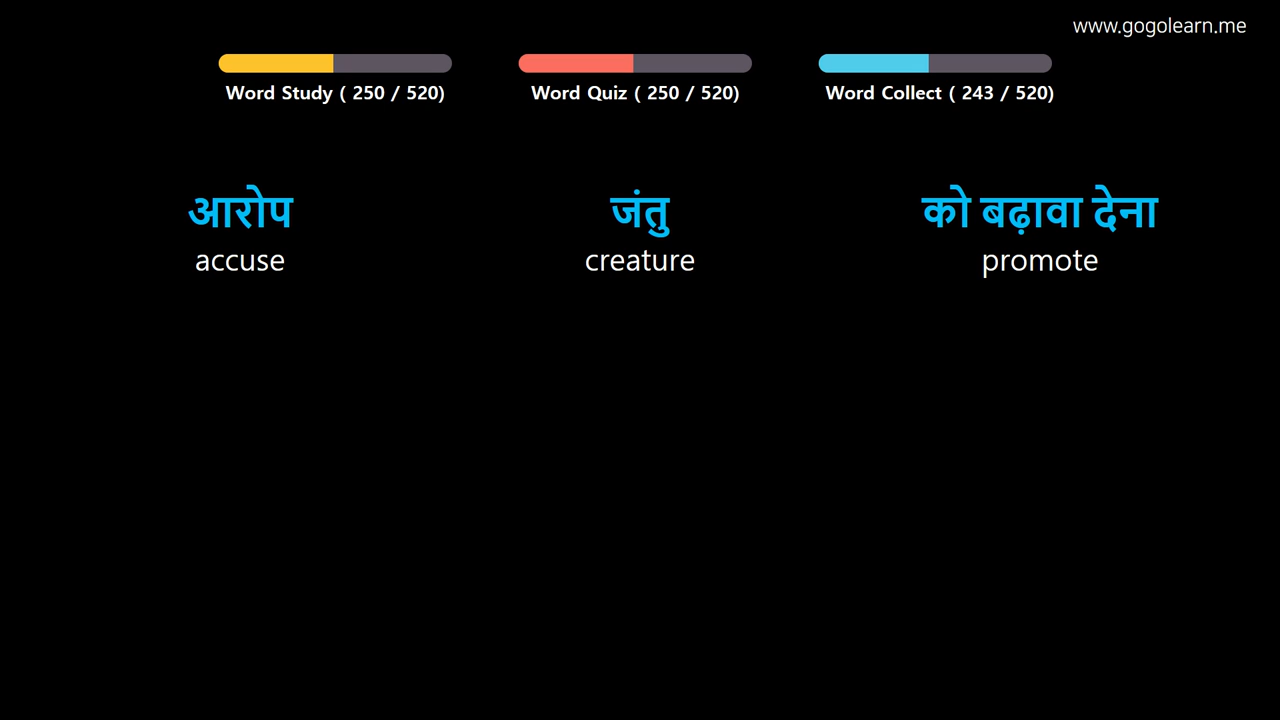 www.gogolearn.me
Word Study ( 250 / 520)
Word Quiz ( 250 / 520)
Word Collect ( 243 / 520)
आरोप
accuse
जंतु
creature
को बढ़ावा देना
promote